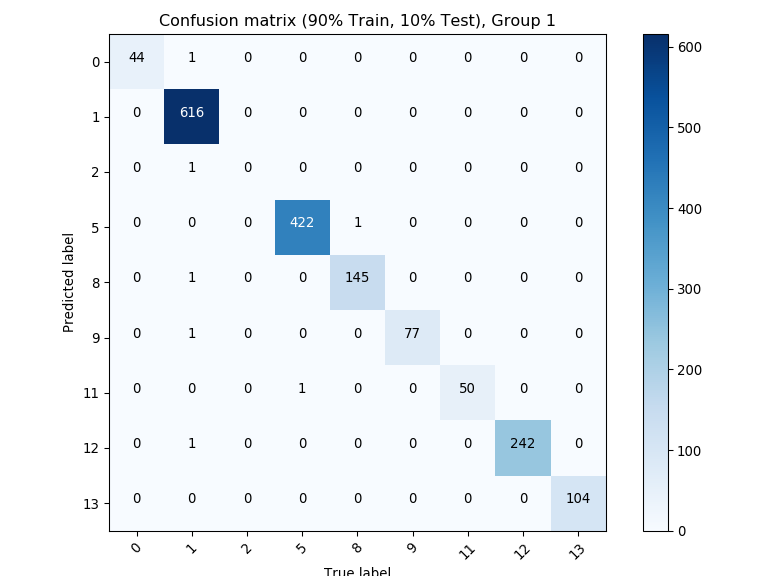 Confusion matrix (90% Train, 10% Test), Group 1
0 44 1 0 0 0 0 0 0 0
1 0 616 0 0 0 0 0 0 0
2 0 1 0 0 0 0 0 0 0
5 0 0 0 422 1 0 0 0 0
8 0 1 0 0 145 0 0 0 0
9 0 1 0 0 0 77 0 0 0
11 0 0 0 1 0 0 50 0 0
12 0 1 0 0 0 0 0 242 0
13 0 0 0 0 0 0 0 0 104
0 1 2 5 8 9 11 12 13
Predicted label
True label
600
500
400
300
200
100
0